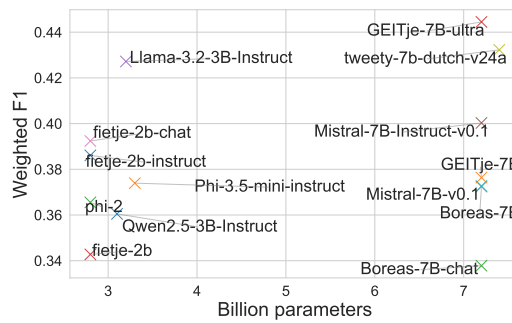 0.44
0.42
0.40
0.38
0.36
0.34
Weighted F1
GEITje-7B-ultra
tweety-7b-dutch-v24a
Llama-3.2-3B-Instruct
fietje-2b-chat
Mistral-7B-Instruct-v0.1
fietje-2b-instruct
GEITje-7B
Phi-3.5-mini-instruct
Mistral-7B-v0.1
phi-2
Boreas-7B
Qwen2.5-3B-Instruct
fietje-2b
Boreas-7B-chat
3 4 5 6 7
Billion parameters